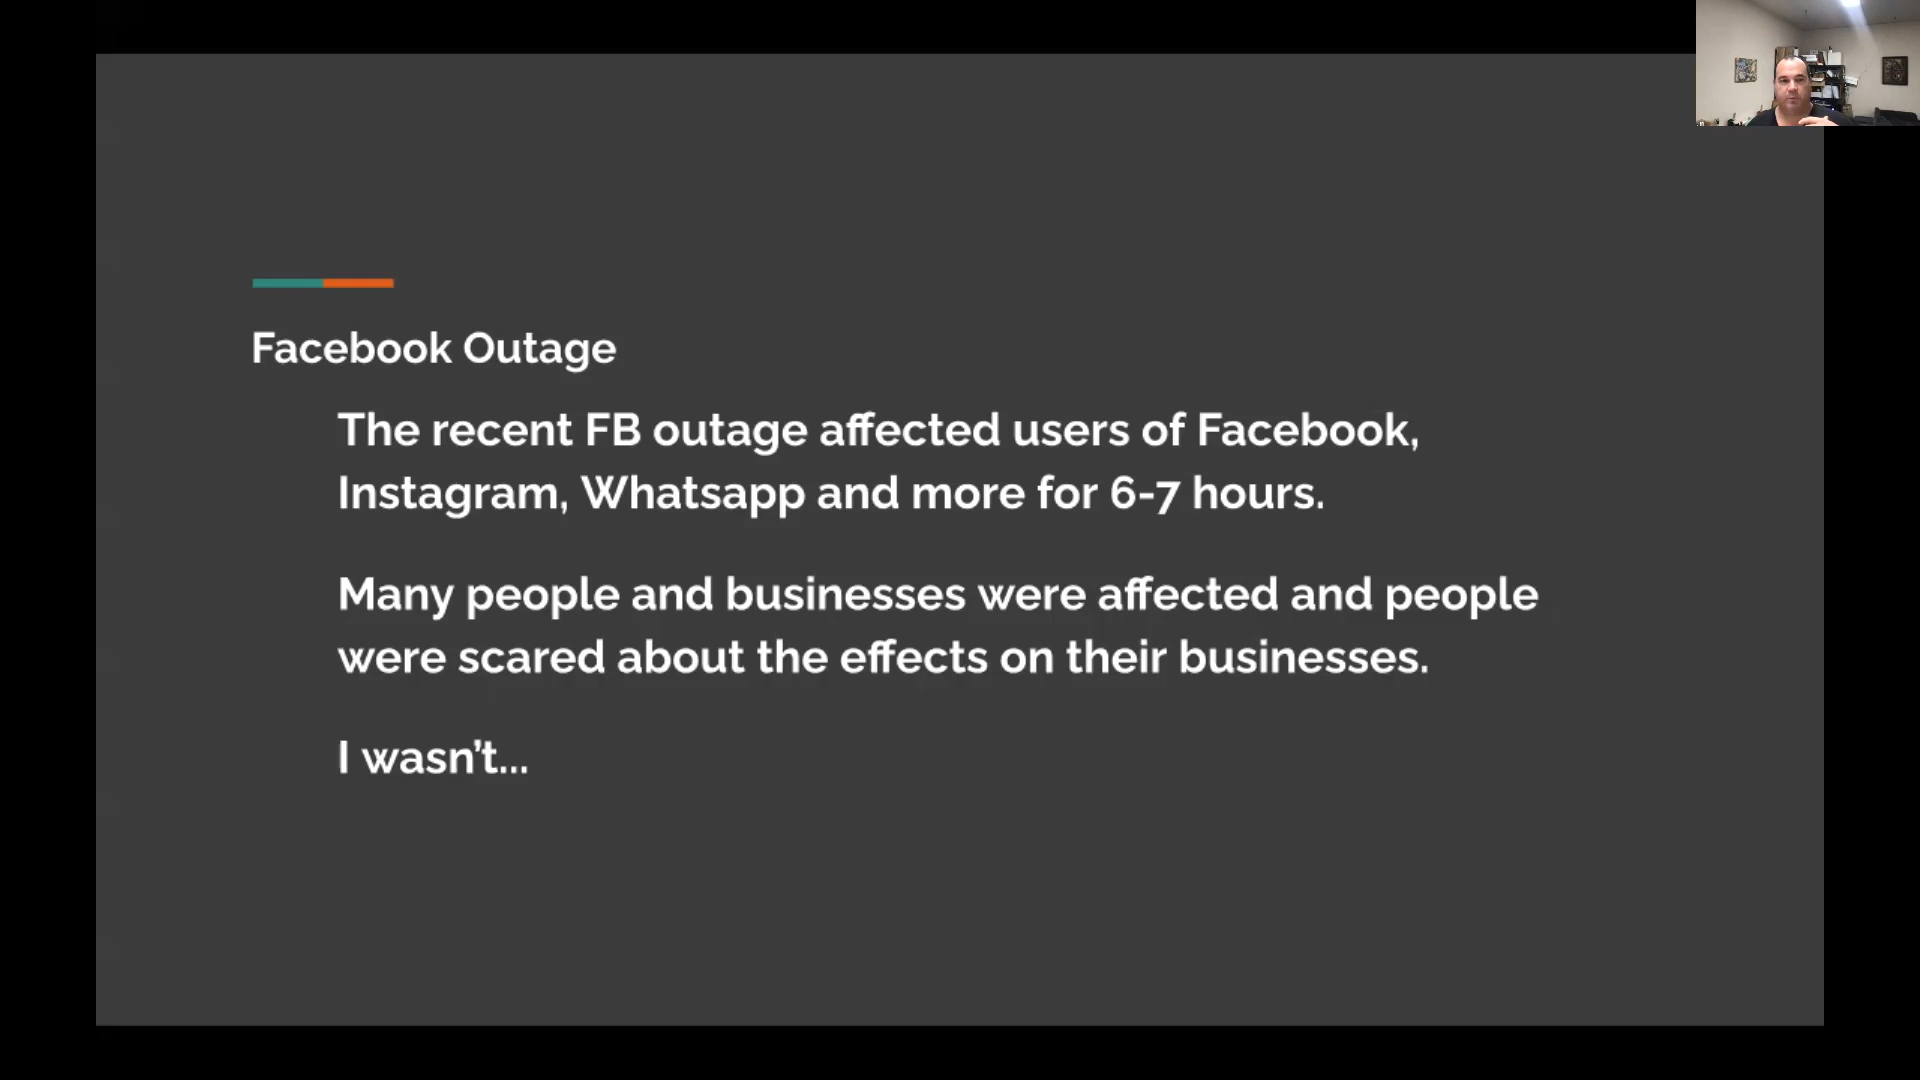 Facebook Outage
The recent FB outage affected users of Facebook,
Instagram, Whatsapp and more for 6-7 hours.
Many people and businesses were affected and people
were scared about the effects on their businesses.
I wasn’t...